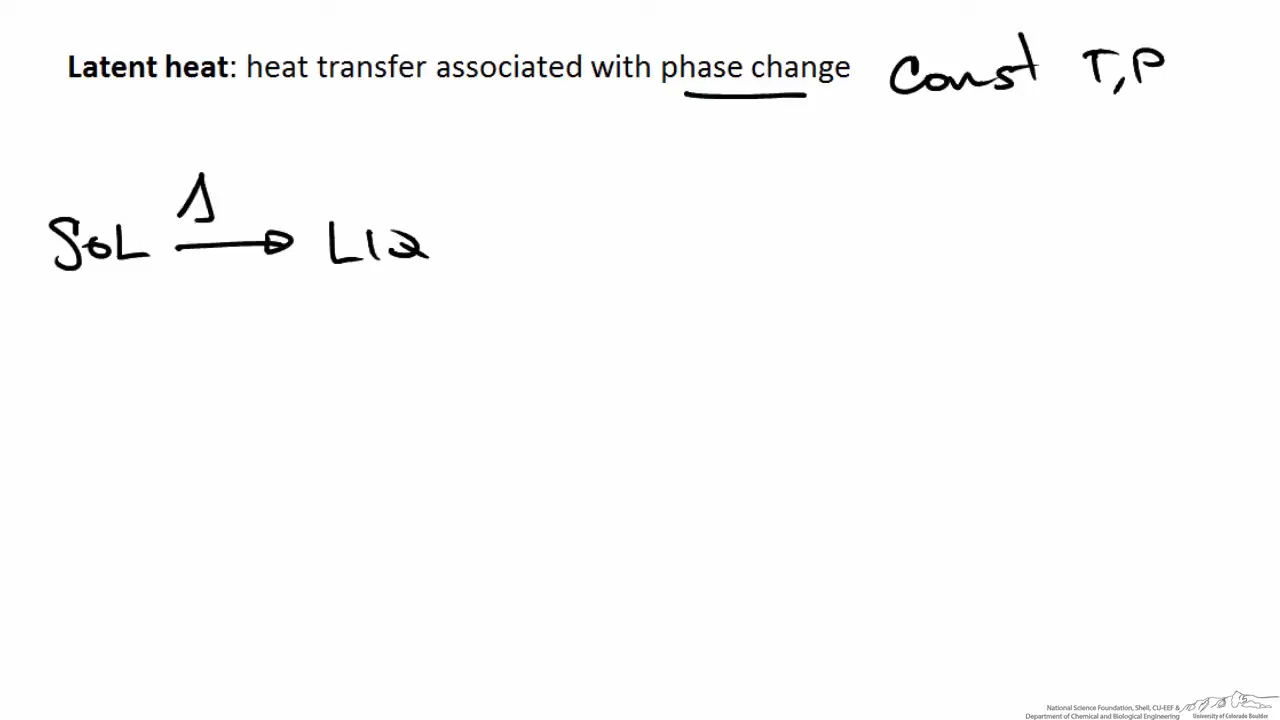 Latent heat: heat transfer associated with phase change Const T,P
Δ
SOL → LIQ
National Science Foundation, Shell, CU-EEF &
Department of Chemical and Biological Engineering
University of Colorado Boulder